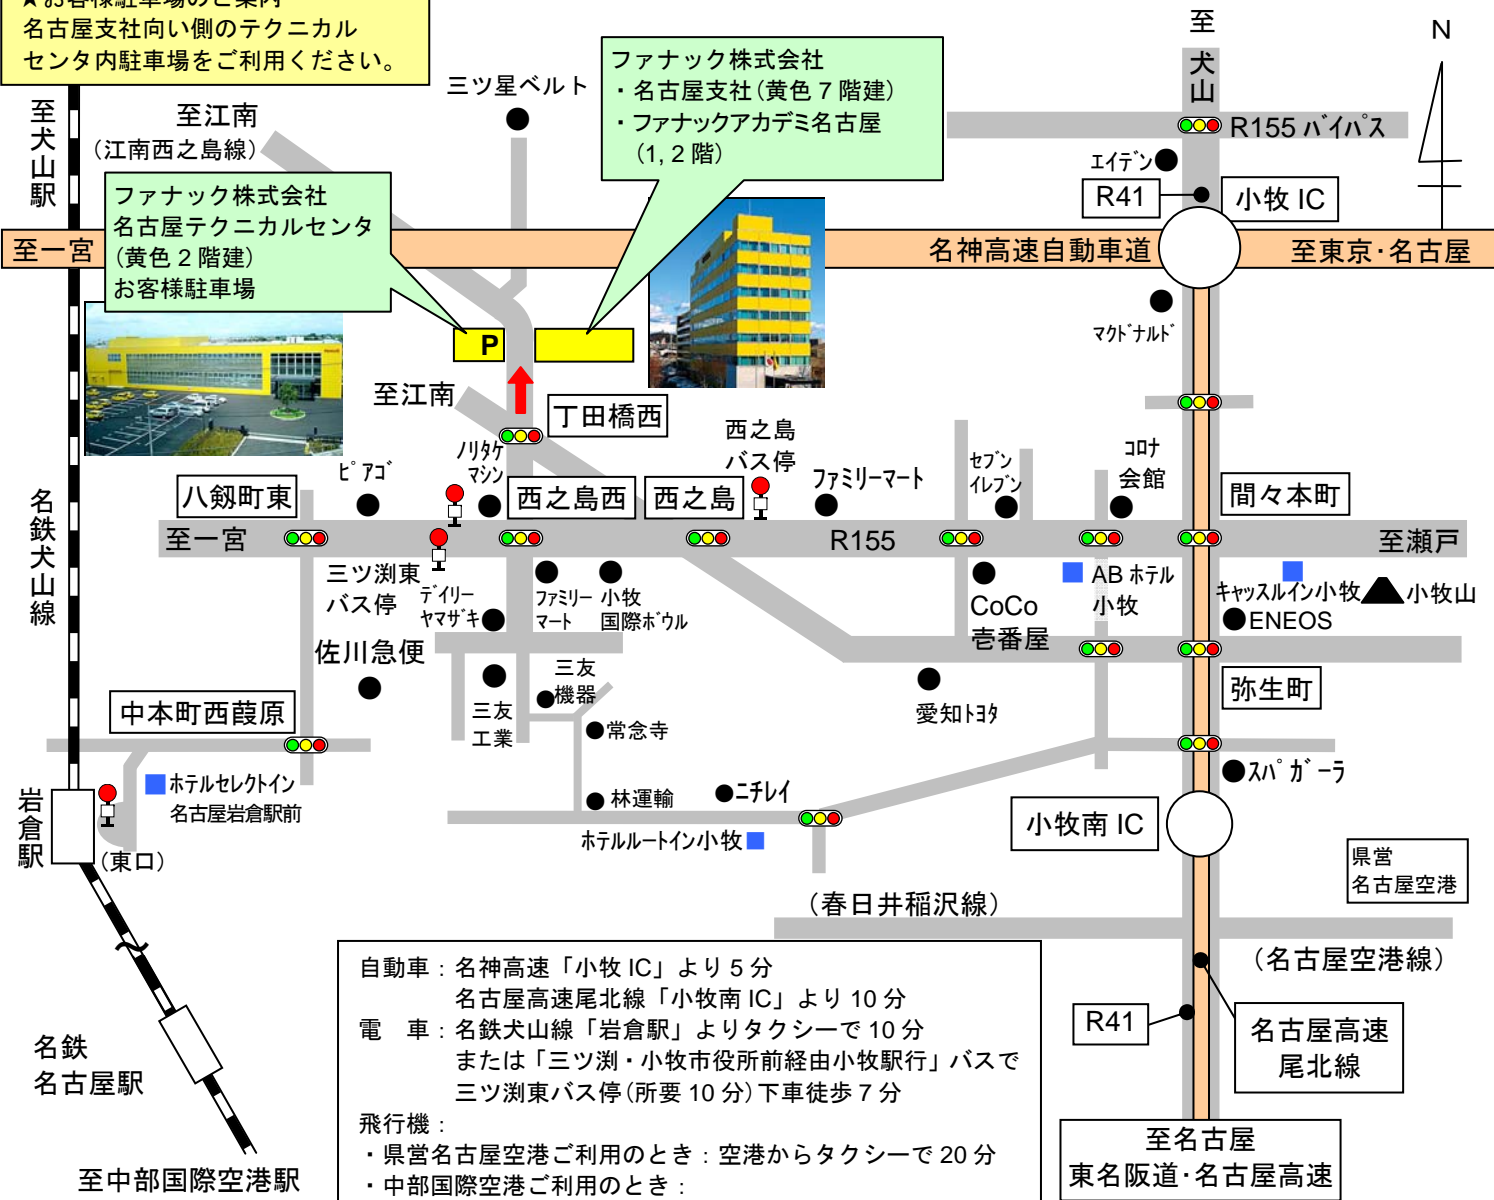 ★お客様駐車場のご案内
名古屋支社向い側のテクニカル
センタ内駐車場をご利用ください。
至犬山駅
至江南
(江南西之島線)
三ツ星ベルト
ファナック株式会社
・名古屋支社(黄色7階建)
・ファナックアカデミ名古屋
(1,2階)
至犬山
N
R155バイパス
エイデン
R41
小牧IC
ファナック株式会社
名古屋テクニカルセンタ
(黄色2階建)
お客様駐車場
至一宮
名神高速自動車道
至東京・名古屋
マクドナルド
P
至江南
丁田橋西
西之島
バス停
ノリタケ
マシン
ピアゴ
八剱町東
西之島西
西之島
ファミリーマート
セブン
イレブン
コロナ
会館
間々本町
至一宮
R155
至瀬戸
名鉄犬山線
三ツ渕東
バス停
デイリー
ヤマザキ
ファミリー
マート
小牧
国際ボウル
CoCo
壱番屋
ABホテル
小牧
キャッスルイン小牧
小牧山
ENEOS
佐川急便
三友
機器
三友
工業
常念寺
愛知トヨタ
弥生町
中本町西葭原
ホテルセレクトイン
名古屋岩倉駅前
林運輸
ニチレイ
スパガーラ
岩倉駅
(東口)
ホテルルートイン小牧
小牧南IC
県営
名古屋空港
(春日井稲沢線)
(名古屋空港線)
R41
名古屋高速
尾北線
名鉄
名古屋駅
至中部国際空港駅
自動車：名神高速「小牧IC」より5分
名古屋高速尾北線「小牧南IC」より10分
電　車：名鉄犬山線「岩倉駅」よりタクシーで10分
または「三ツ渕・小牧市役所前経由小牧駅行」バスで
三ツ渕東バス停(所要10分)下車徒歩7分
飛行機：
・県営名古屋空港ご利用のとき：空港からタクシーで20分
・中部国際空港ご利用のとき：
至名古屋
東名阪道・名古屋高速